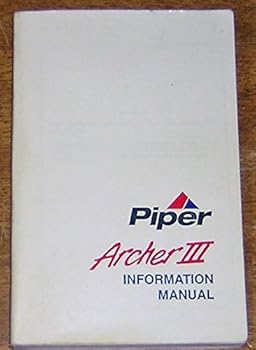 Piper
Archer III
INFORMATION
MANUAL